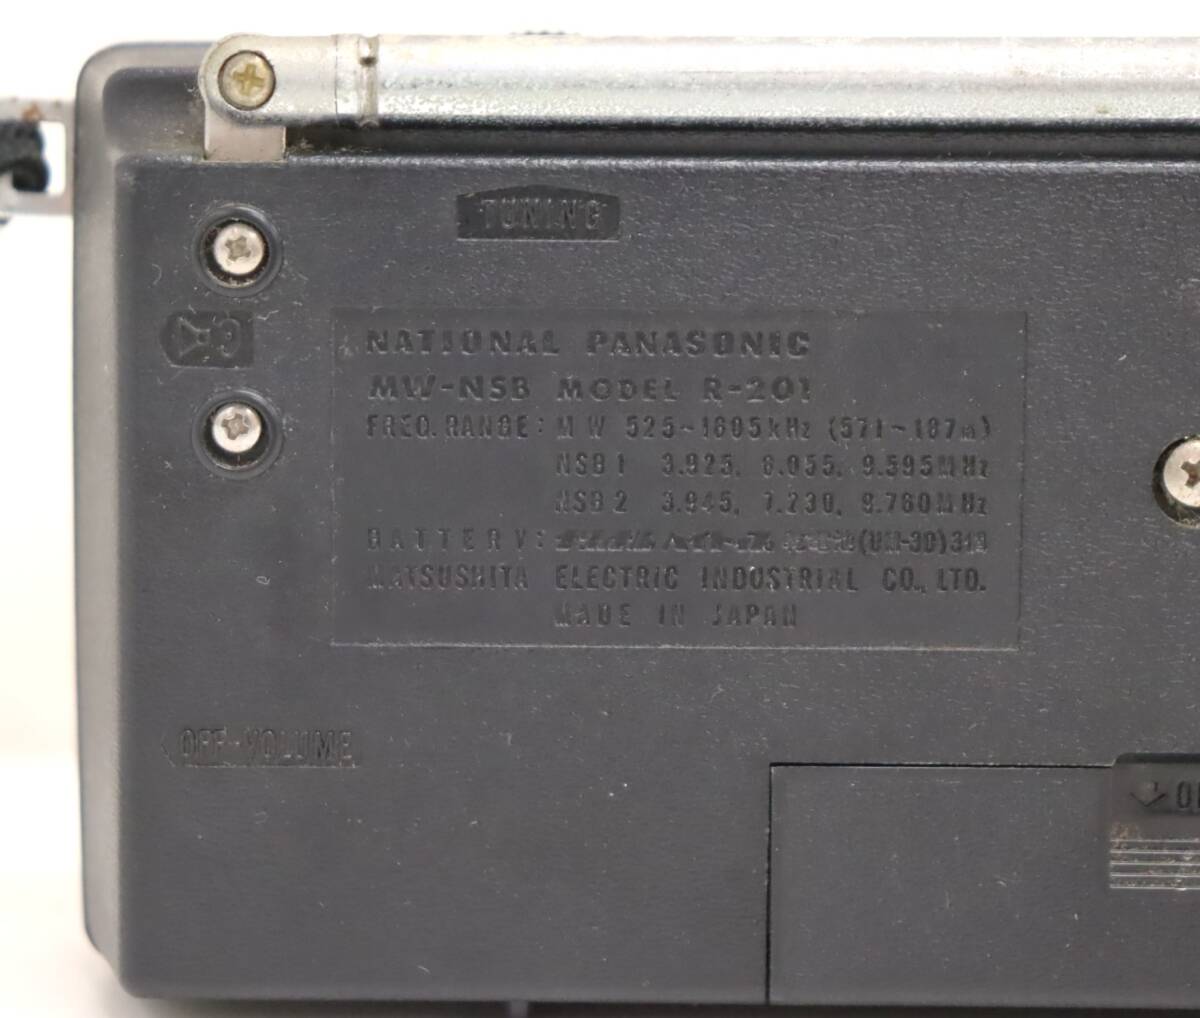 TUNING
NATIONAL PANASONIC
MW-NSB MODEL R-201
FREQ. RANGE: MW 525~1605kHz (571~187m)
NSB1 3.925, 6.055, 9.595MHz
NSB2 3.945, 7.230, 9.760MHz
BATTERY: (UM-3D)3個
MATSUSHITA ELECTRIC INDUSTRIAL CO., LTD.
MADE IN JAPAN
OFF-VOLUME